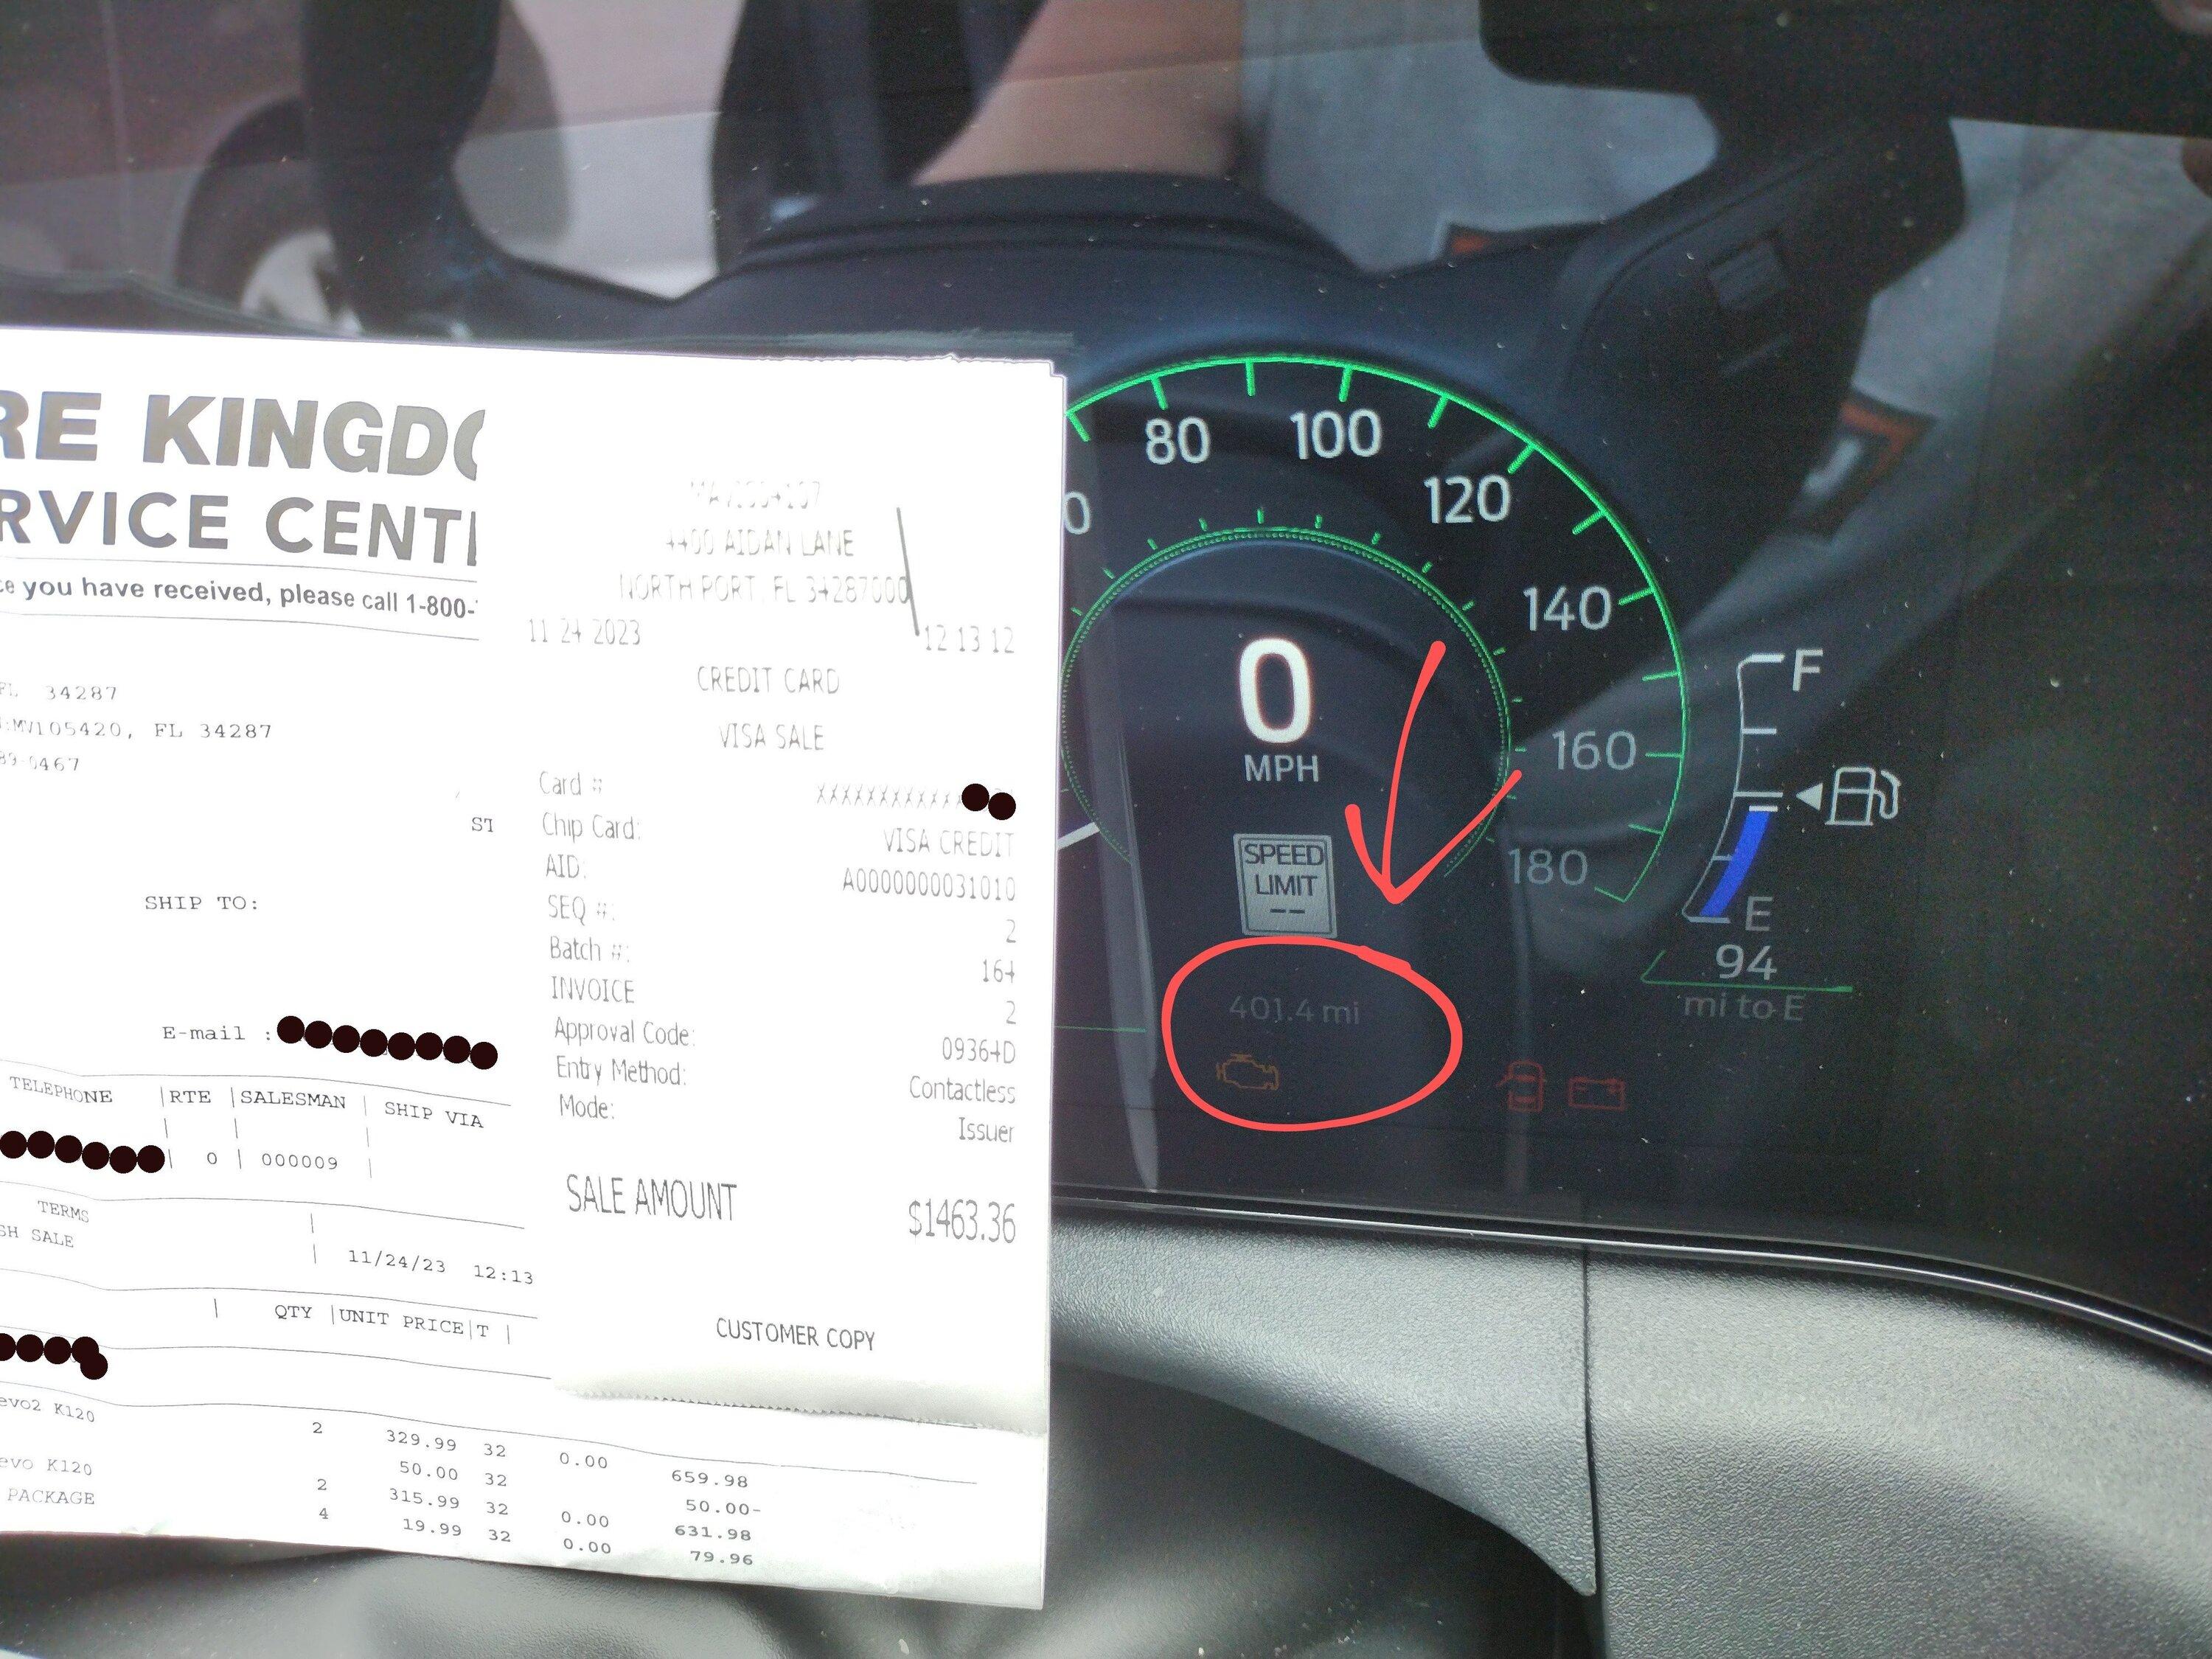 RE KINGDO
RVICE CENT
ce you have received, please call 1-800-
FL 34287
:MV105420, FL 34287
89-0467
ST
SHIP TO:
E-mail :
TELEPHONE |RTE |SALESMAN | SHIP VIA
0 | 000009 |
TERMS
SH SALE
11/24/23 12:13
QTY |UNIT PRICE|T |
evo2 K120
2 329.99 32 0.00 659.98
50.00 32 50.00-
evo K120
2 315.99 32 0.00 631.98
PACKAGE
4 19.99 32 0.00 79.96
4400 AIDAN LANE
NORTH PORT, FL 34287000
11 24 2023 12 13 12
CREDIT CARD
VISA SALE
Card #: XXXXXXXXXXXX
Chip Card: VISA CREDIT
AID: A0000000031010
SEQ #: 2
Batch #: 164
INVOICE 2
Approval Code: 09364D
Entry Method: Contactless
Mode: Issuer
SALE AMOUNT $1463.36
CUSTOMER COPY
0 80 100 120 140 160 180
0
MPH
SPEED
LIMIT
--
401.4 mi
F
E
94
mi to E